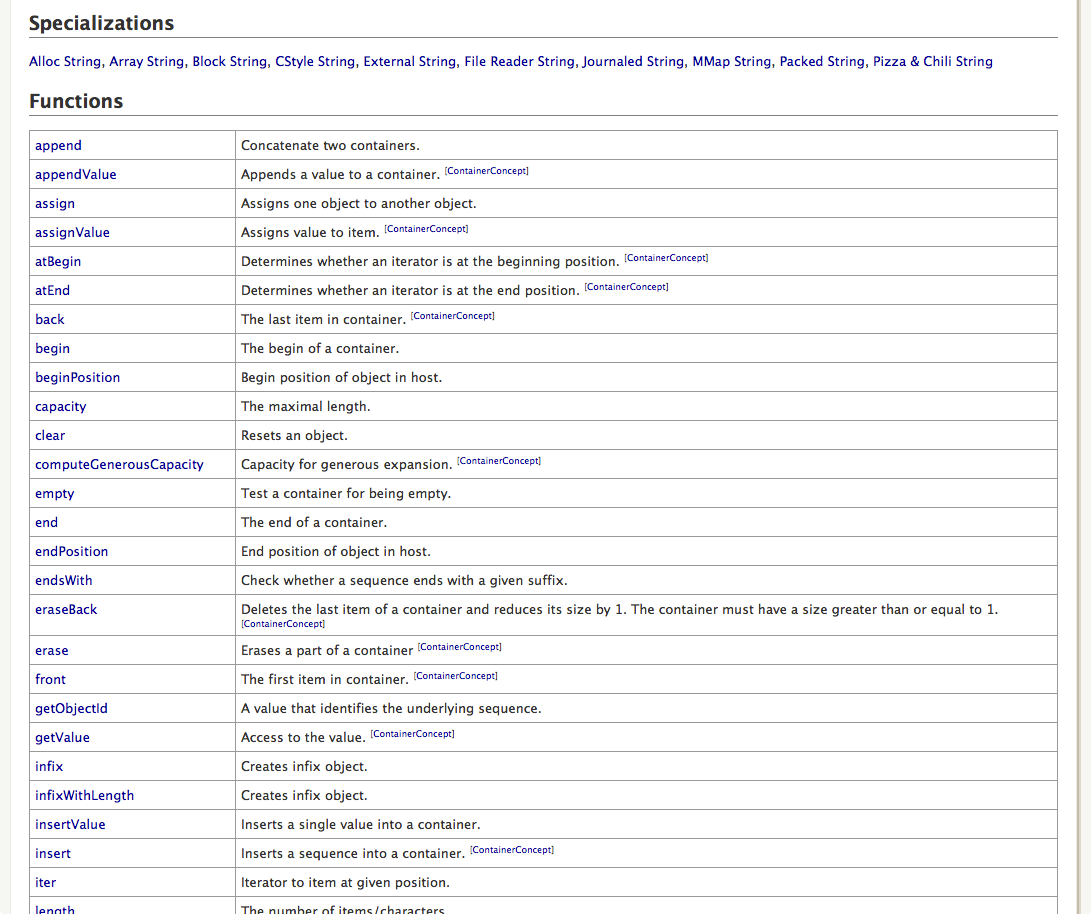 Specializations
Alloc String, Array String, Block String, CStyle String, External String, File Reader String, Journaled String, MMap String, Packed String, Pizza & Chili String
Functions
append Concatenate two containers.
appendValue Appends a value to a container. [ContainerConcept]
assign Assigns one object to another object.
assignValue Assigns value to item. [ContainerConcept]
atBegin Determines whether an iterator is at the beginning position. [ContainerConcept]
atEnd Determines whether an iterator is at the end position. [ContainerConcept]
back The last item in container. [ContainerConcept]
begin The begin of a container.
beginPosition Begin position of object in host.
capacity The maximal length.
clear Resets an object.
computeGenerousCapacity Capacity for generous expansion. [ContainerConcept]
empty Test a container for being empty.
end The end of a container.
endPosition End position of object in host.
endsWith Check whether a sequence ends with a given suffix.
eraseBack Deletes the last item of a container and reduces its size by 1. The container must have a size greater than or equal to 1.
[ContainerConcept]
erase Erases a part of a container [ContainerConcept]
front The first item in container. [ContainerConcept]
getObjectId A value that identifies the underlying sequence.
getValue Access to the value. [ContainerConcept]
infix Creates infix object.
infixWithLength Creates infix object.
insertValue Inserts a single value into a container.
insert Inserts a sequence into a container. [ContainerConcept]
iter Iterator to item at given position.
length The number of items/characters